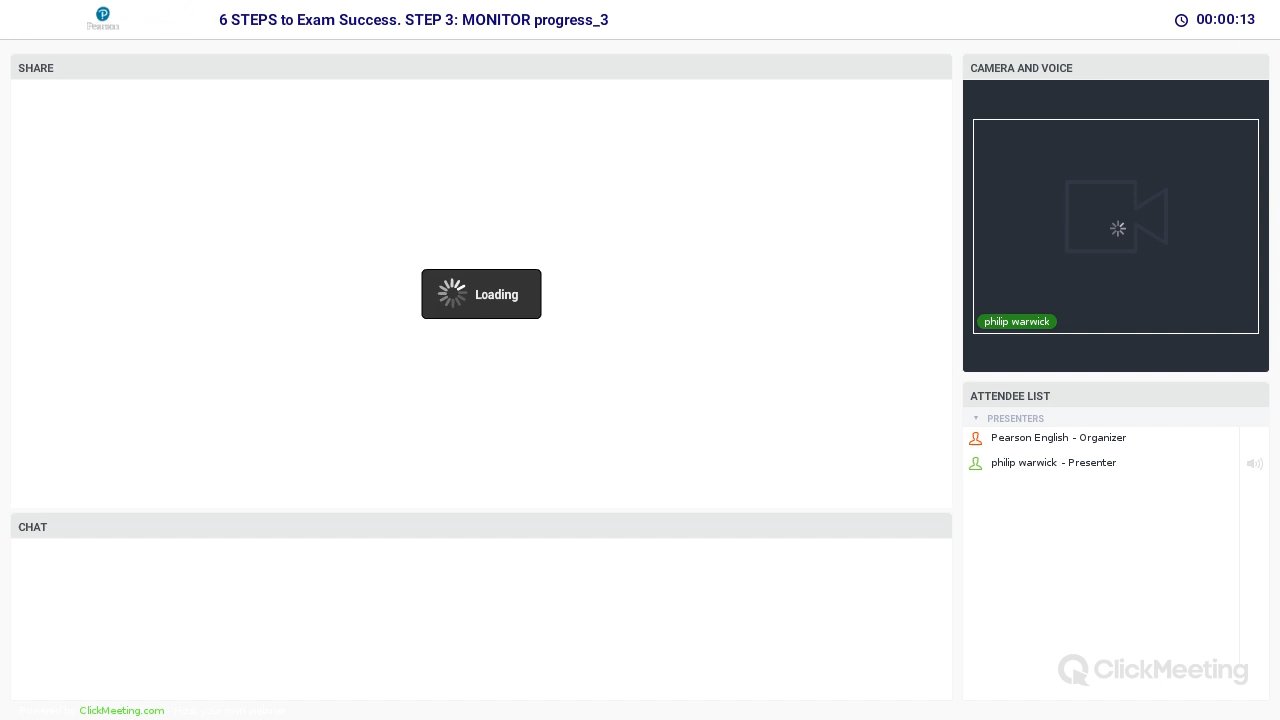 Pearson
6 STEPS to Exam Success. STEP 3: MONITOR progress_3
00:00:13
SHARE
Loading
CAMERA AND VOICE
philip warwick
ATTENDEE LIST
PRESENTERS
Pearson English - Organizer
philip warwick - Presenter
CHAT
ClickMeeting
ClickMeeting.com